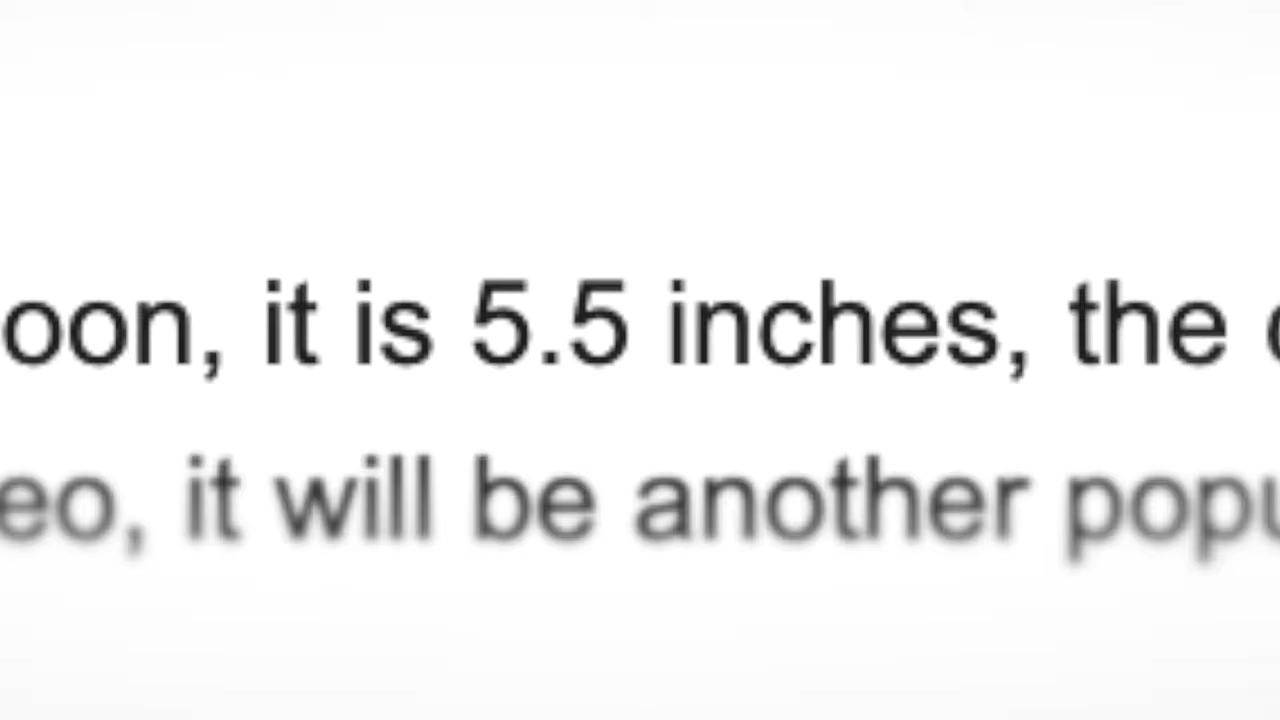 oon, it is 5.5 inches, the
eo, it will be another popu